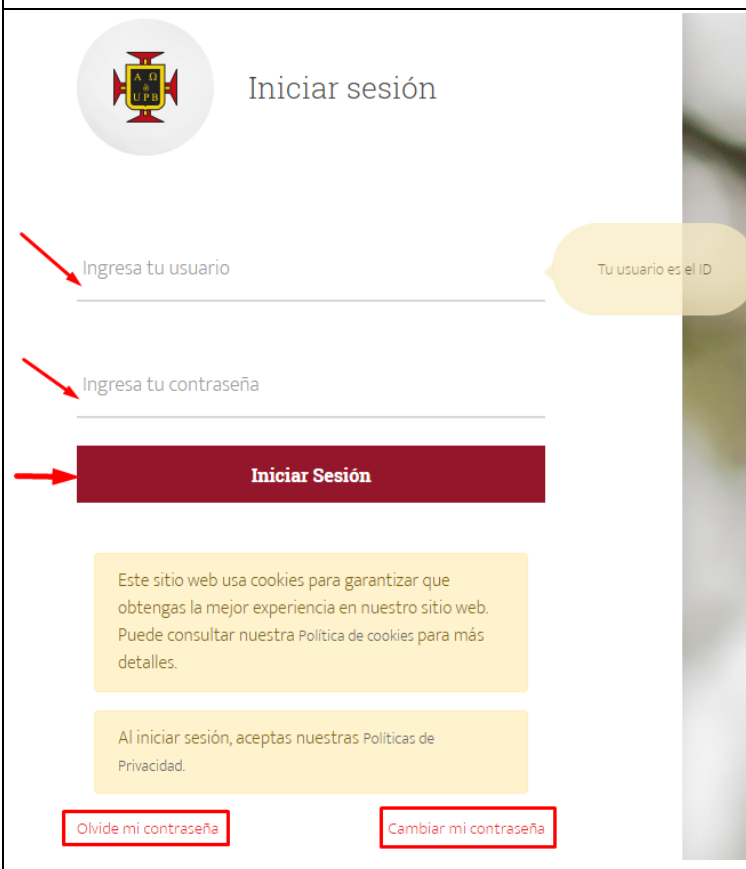 Α Ω
&
UPB
Iniciar sesión
Ingresa tu usuario
Tu usuario es el ID
Ingresa tu contraseña
Iniciar Sesión
Este sitio web usa cookies para garantizar que
obtengas la mejor experiencia en nuestro sitio web.
Puede consultar nuestra Política de cookies para más
detalles.
Al iniciar sesión, aceptas nuestras Políticas de
Privacidad.
Olvide mi contraseña
Cambiar mi contraseña